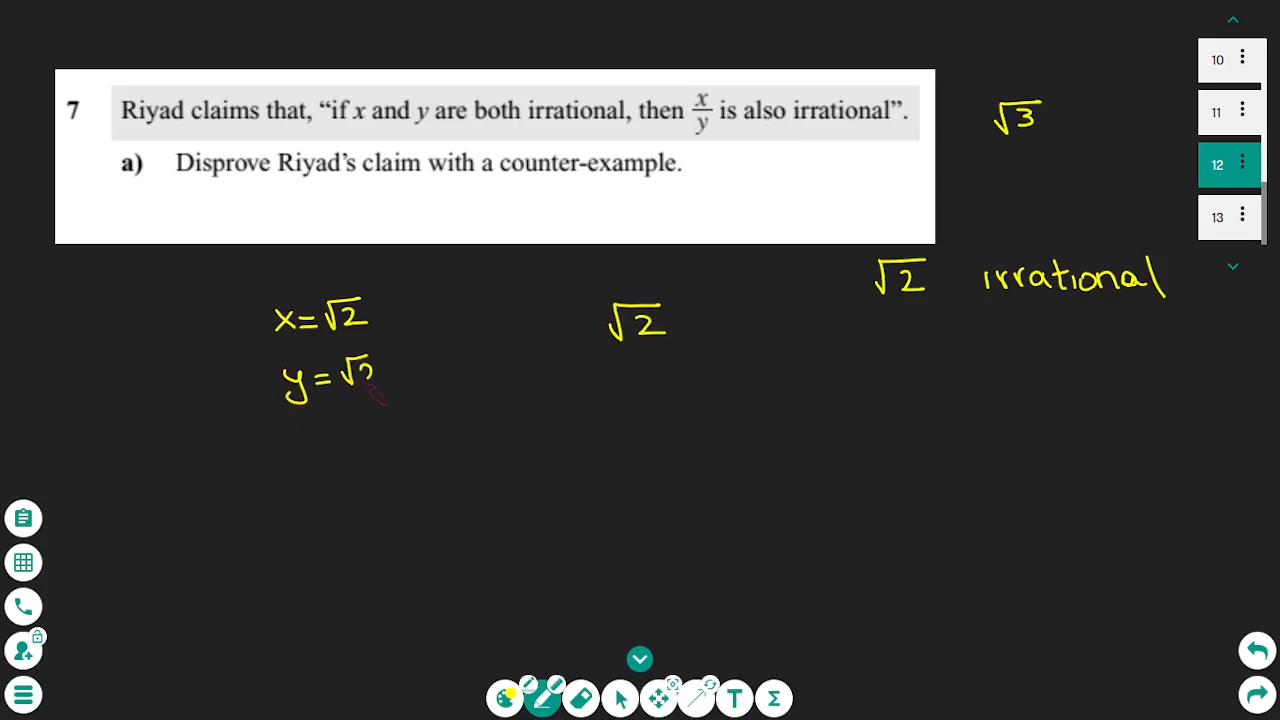 7 Riyad claims that, “if x and y are both irrational, then x/y is also irrational”.
a) Disprove Riyad’s claim with a counter-example.
√3
√2 irrational
x=√2
√2
y=√
10
11
12
13
T
Σ